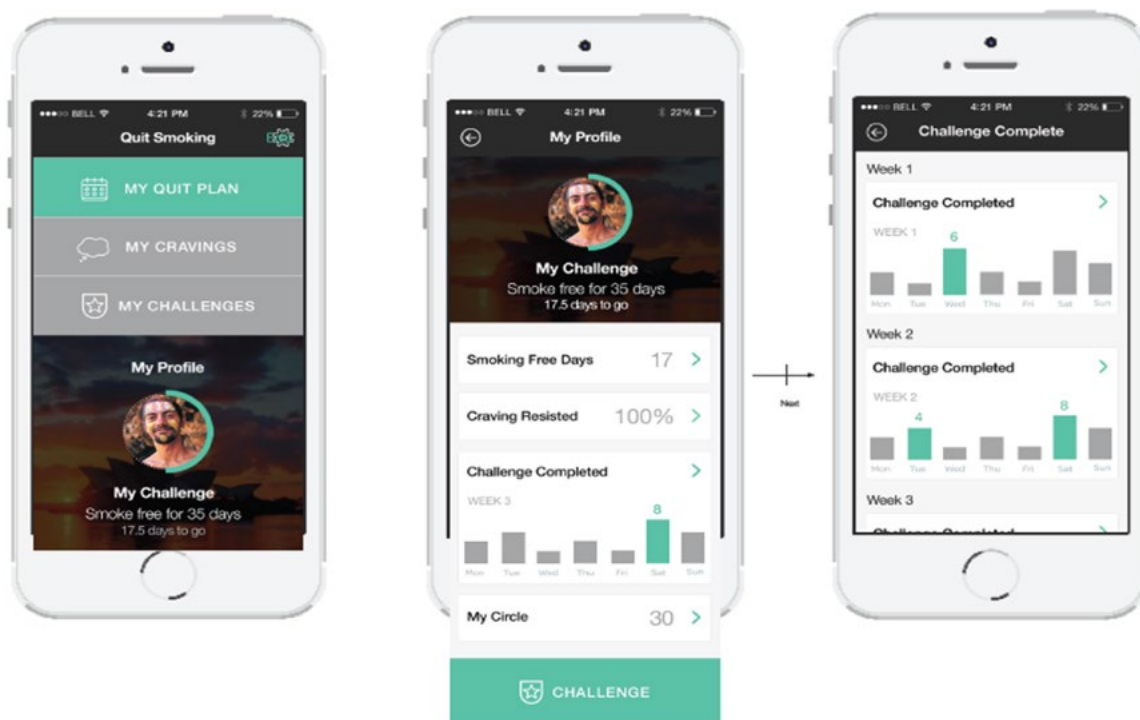 BELL 4:21 PM 22%
Quit Smoking
MY QUIT PLAN
MY CRAVINGS
MY CHALLENGES
My Profile
My Challenge
Smoke free for 35 days
17.5 days to go
BELL 4:21 PM 22%
My Profile
My Challenge
Smoke free for 35 days
17.5 days to go
Smoking Free Days 17
Craving Resisted 100%
Challenge Completed
WEEK 3
8
Mon Tue Wed Thu Fri Sat Sun
My Circle 30
CHALLENGE
Next
BELL 4:21 PM 22%
Challenge Complete
Week 1
Challenge Completed
WEEK 1
6
Mon Tue Wed Thu Fri Sat Sun
Week 2
Challenge Completed
WEEK 2
4 8
Mon Tue Wed Thu Fri Sat Sun
Week 3
Challenge Completed